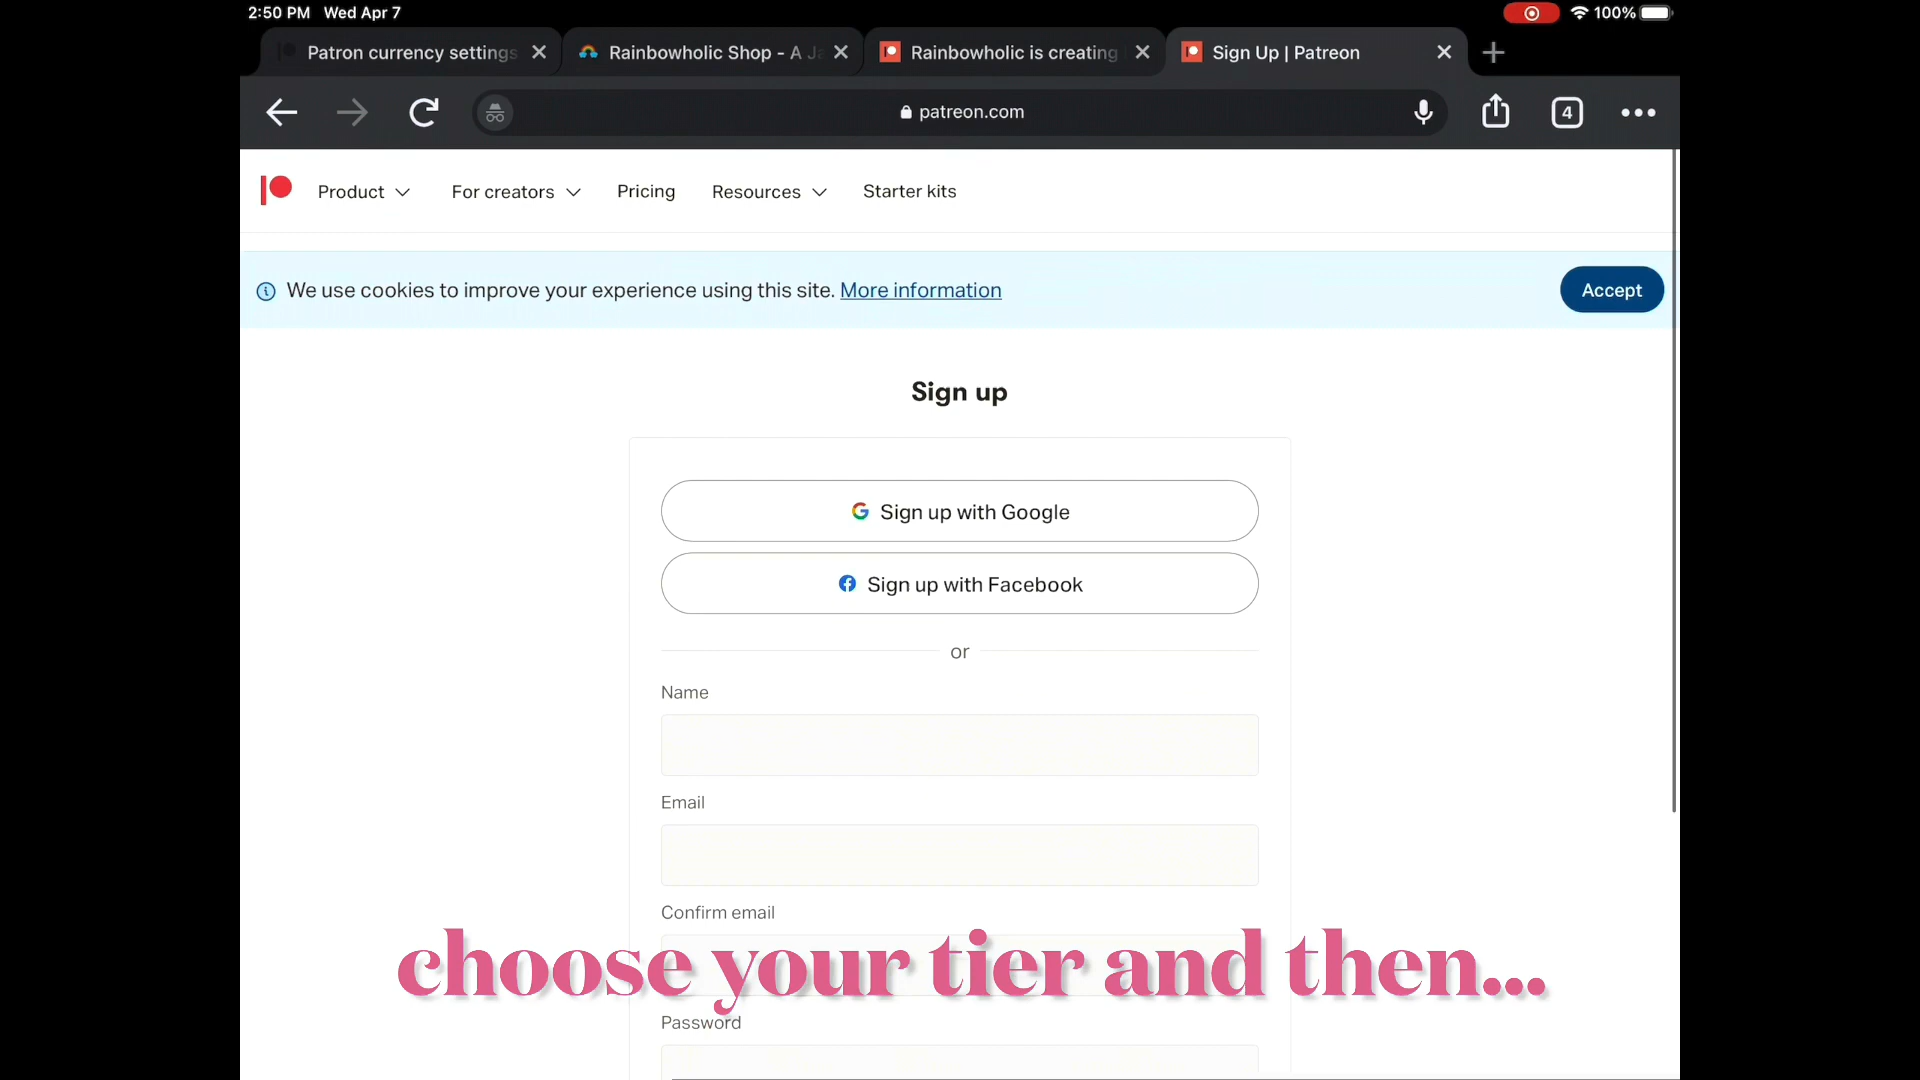 2:50 PM Wed Apr 7
100%
Patron currency settings
Rainbowholic Shop - A Ja
Rainbowholic is creating
Sign Up | Patreon
patreon.com
4
Product
For creators
Pricing
Resources
Starter kits
We use cookies to improve your experience using this site. More information
Accept
Sign up
Sign up with Google
Sign up with Facebook
or
Name
Email
Confirm email
choose your tier and then...
Password